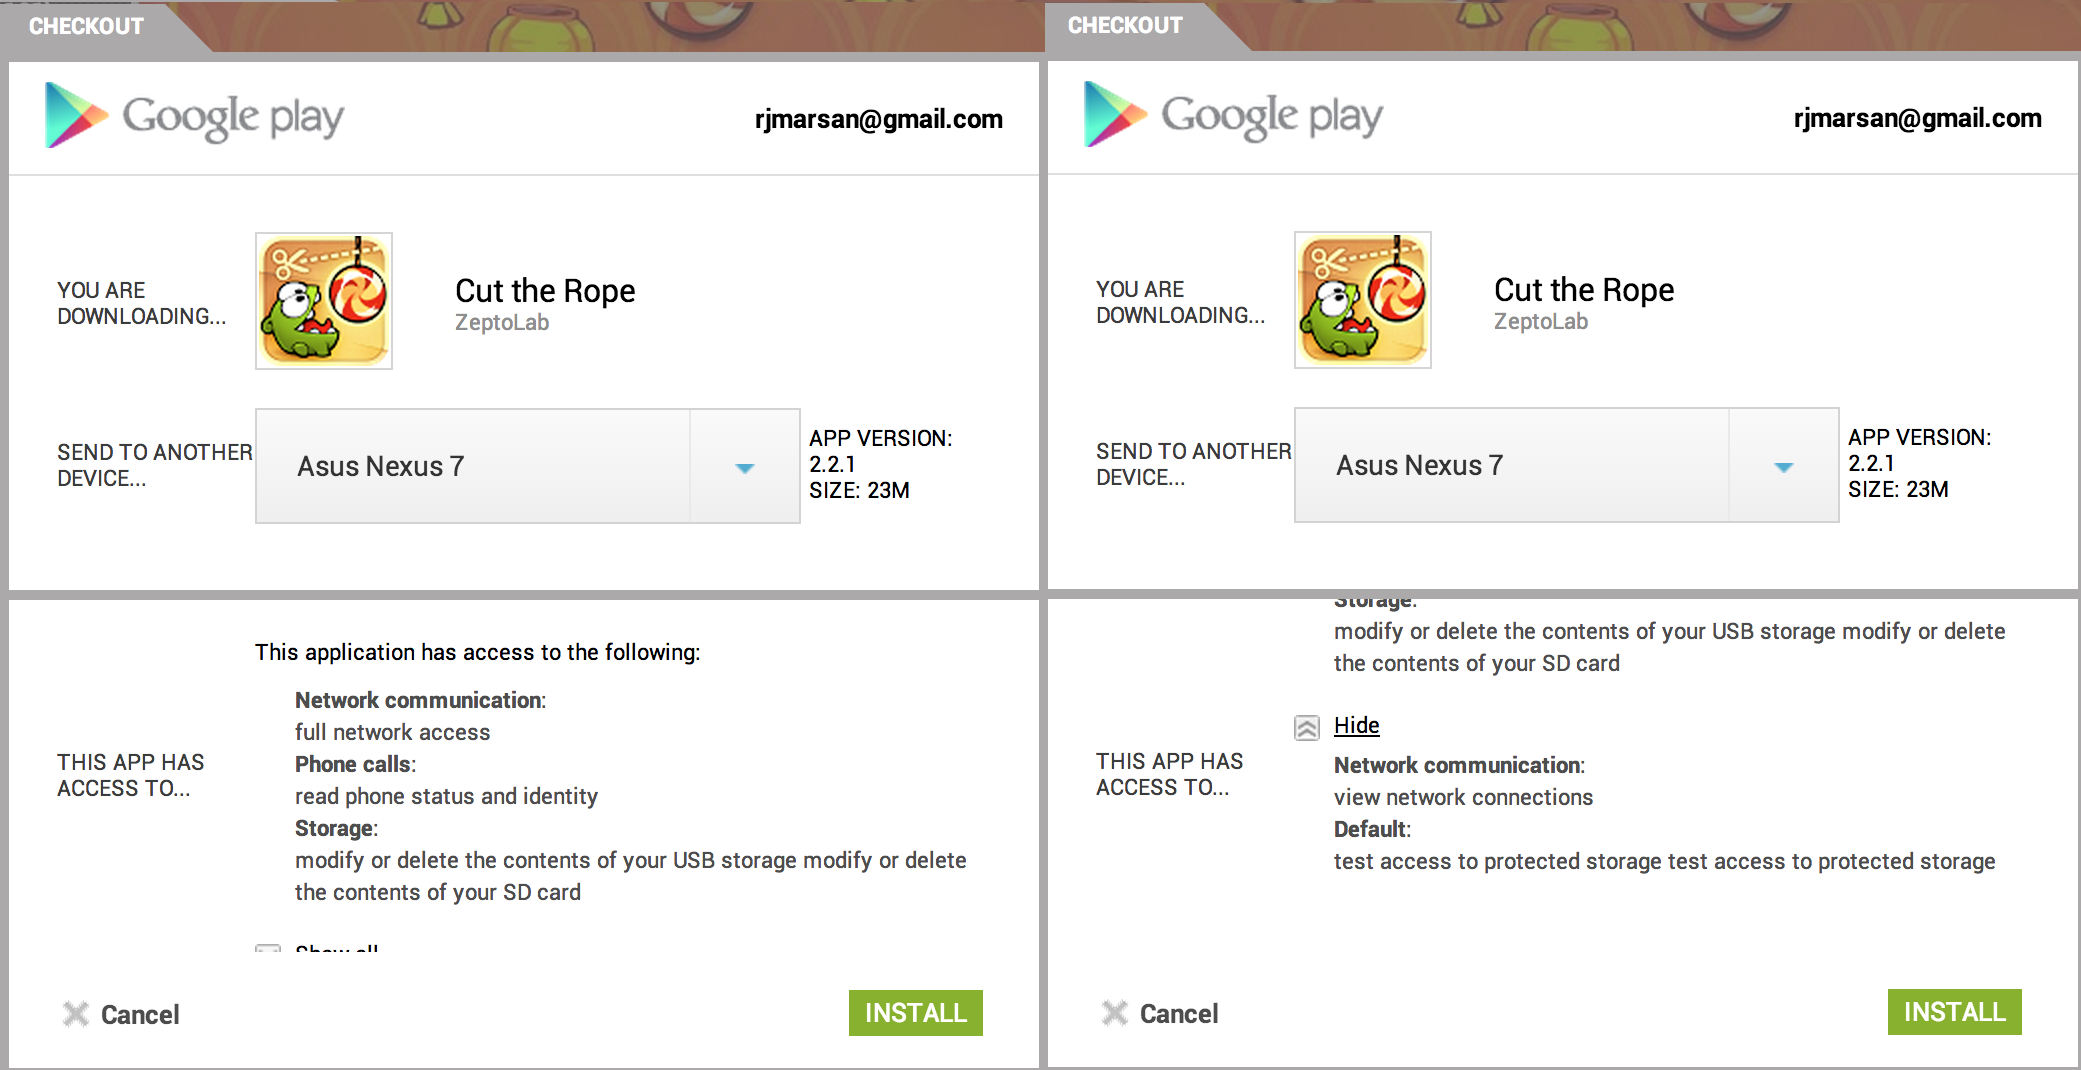 CHECKOUT
Google play
rjmarsan@gmail.com
YOU ARE
DOWNLOADING...
Cut the Rope
ZeptoLab
SEND TO ANOTHER
DEVICE...
Asus Nexus 7
APP VERSION:
2.2.1
SIZE: 23M
THIS APP HAS
ACCESS TO...
This application has access to the following:
Network communication:
full network access
Phone calls:
read phone status and identity
Storage:
modify or delete the contents of your USB storage modify or delete
the contents of your SD card
Show all
Cancel
INSTALL
CHECKOUT
Google play
rjmarsan@gmail.com
YOU ARE
DOWNLOADING...
Cut the Rope
ZeptoLab
SEND TO ANOTHER
DEVICE...
Asus Nexus 7
APP VERSION:
2.2.1
SIZE: 23M
THIS APP HAS
ACCESS TO...
Storage:
modify or delete the contents of your USB storage modify or delete
the contents of your SD card
Hide
Network communication:
view network connections
Default:
test access to protected storage test access to protected storage
Cancel
INSTALL